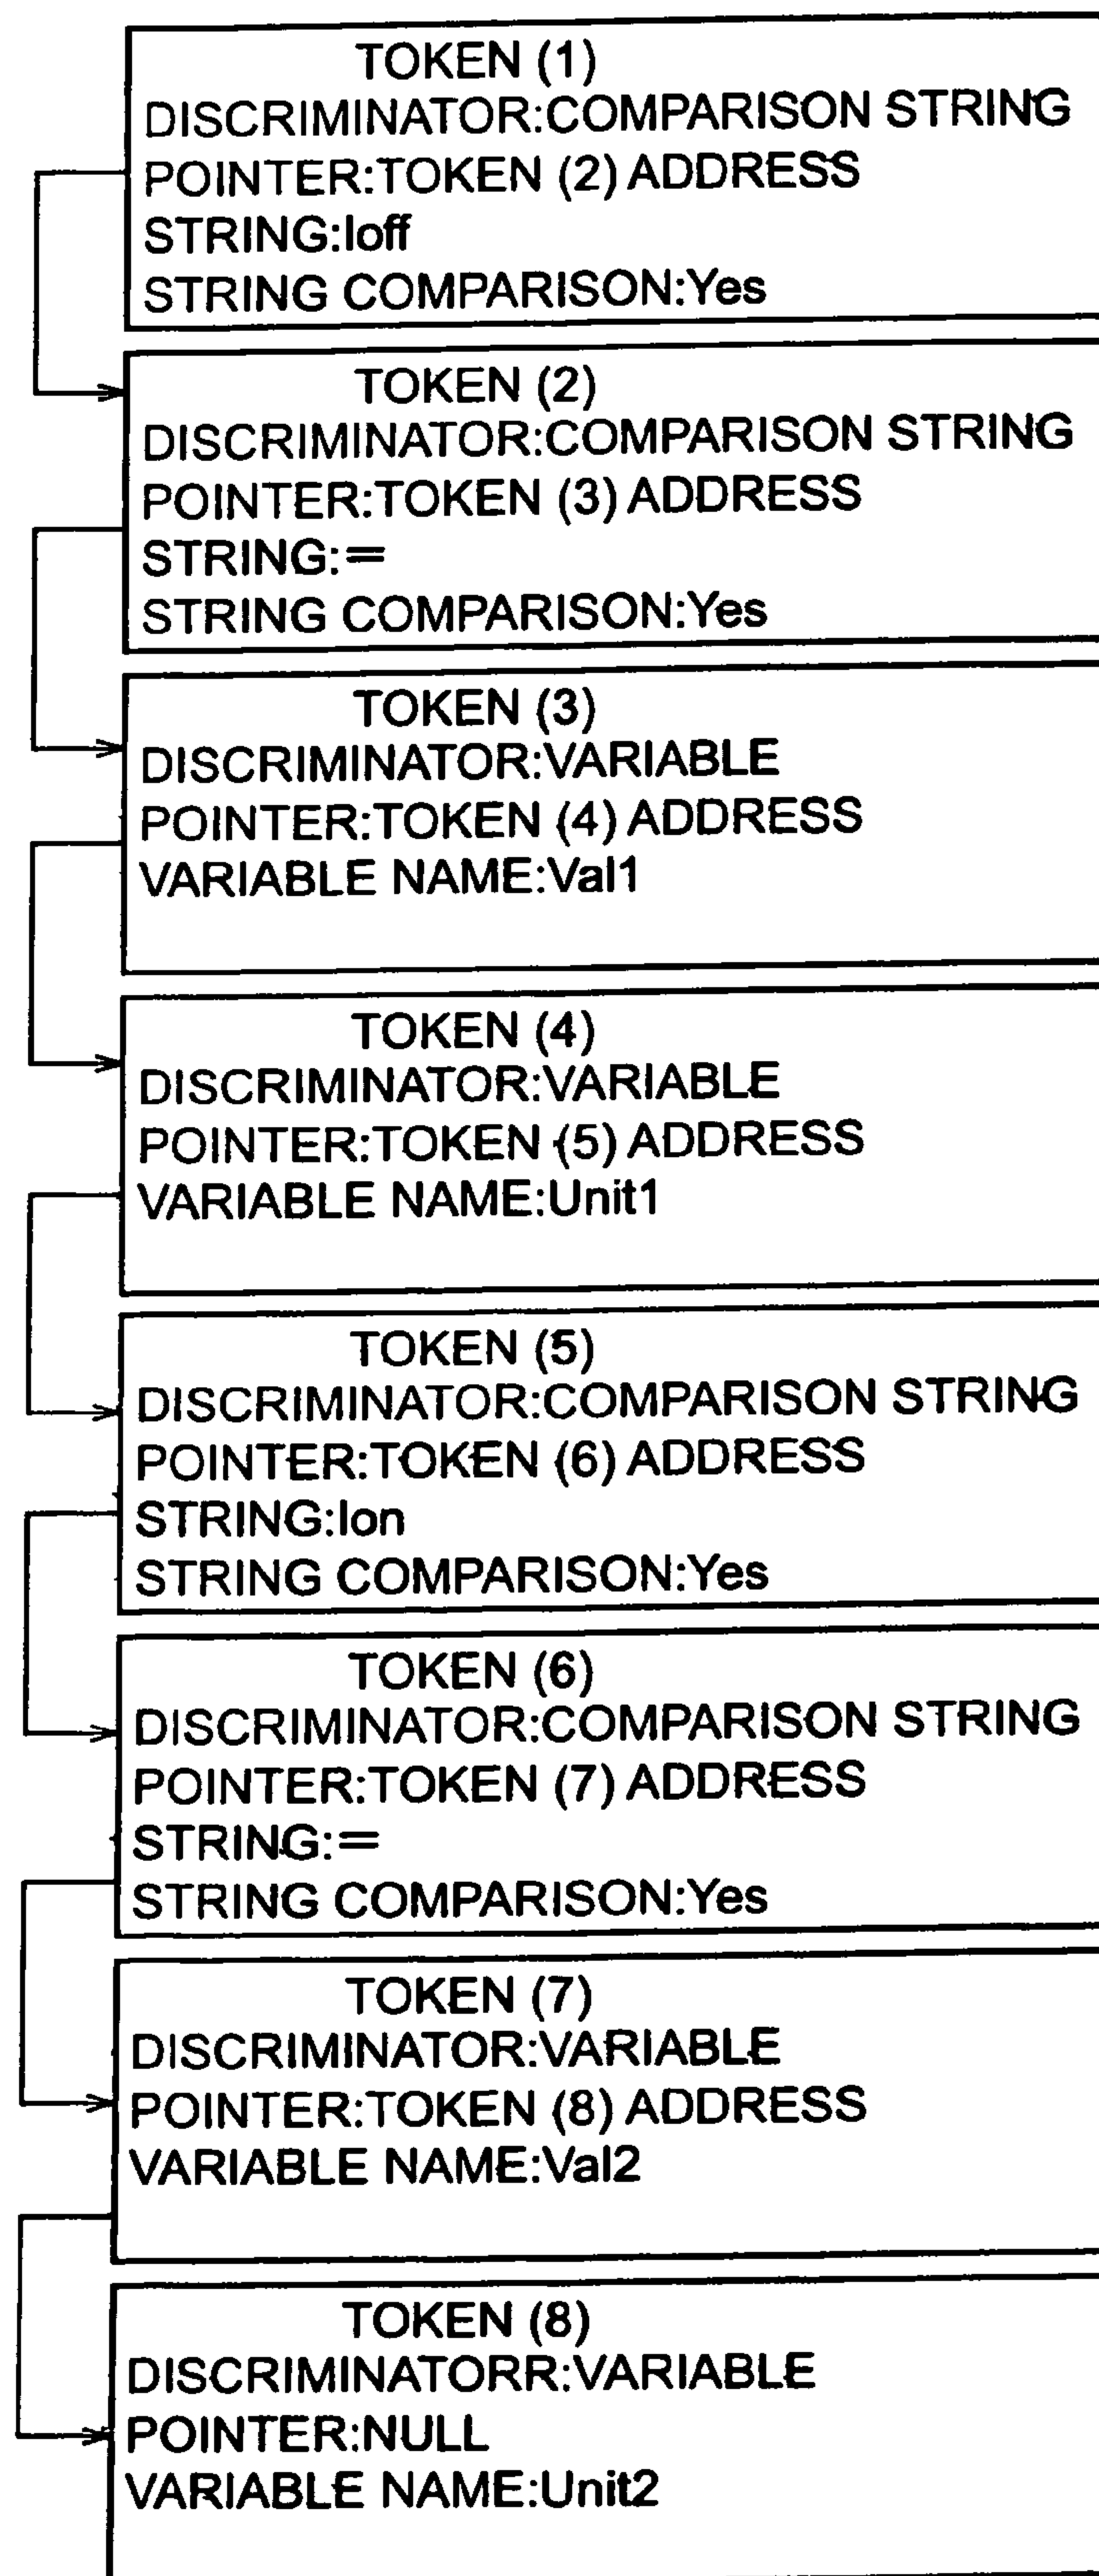 TOKEN (1)
DISCRIMINATOR:COMPARISON STRING
POINTER:TOKEN (2) ADDRESS
STRING:Ioff
STRING COMPARISON:Yes
TOKEN (2)
DISCRIMINATOR:COMPARISON STRING
POINTER:TOKEN (3) ADDRESS
STRING:=
STRING COMPARISON:Yes
TOKEN (3)
DISCRIMINATOR:VARIABLE
POINTER:TOKEN (4) ADDRESS
VARIABLE NAME:Val1
TOKEN (4)
DISCRIMINATOR:VARIABLE
POINTER:TOKEN (5) ADDRESS
VARIABLE NAME:Unit1
TOKEN (5)
DISCRIMINATOR:COMPARISON STRING
POINTER:TOKEN (6) ADDRESS
STRING:Ion
STRING COMPARISON:Yes
TOKEN (6)
DISCRIMINATOR:COMPARISON STRING
POINTER:TOKEN (7) ADDRESS
STRING:=
STRING COMPARISON:Yes
TOKEN (7)
DISCRIMINATOR:VARIABLE
POINTER:TOKEN (8) ADDRESS
VARIABLE NAME:Val2
TOKEN (8)
DISCRIMINATORR:VARIABLE
POINTER:NULL
VARIABLE NAME:Unit2